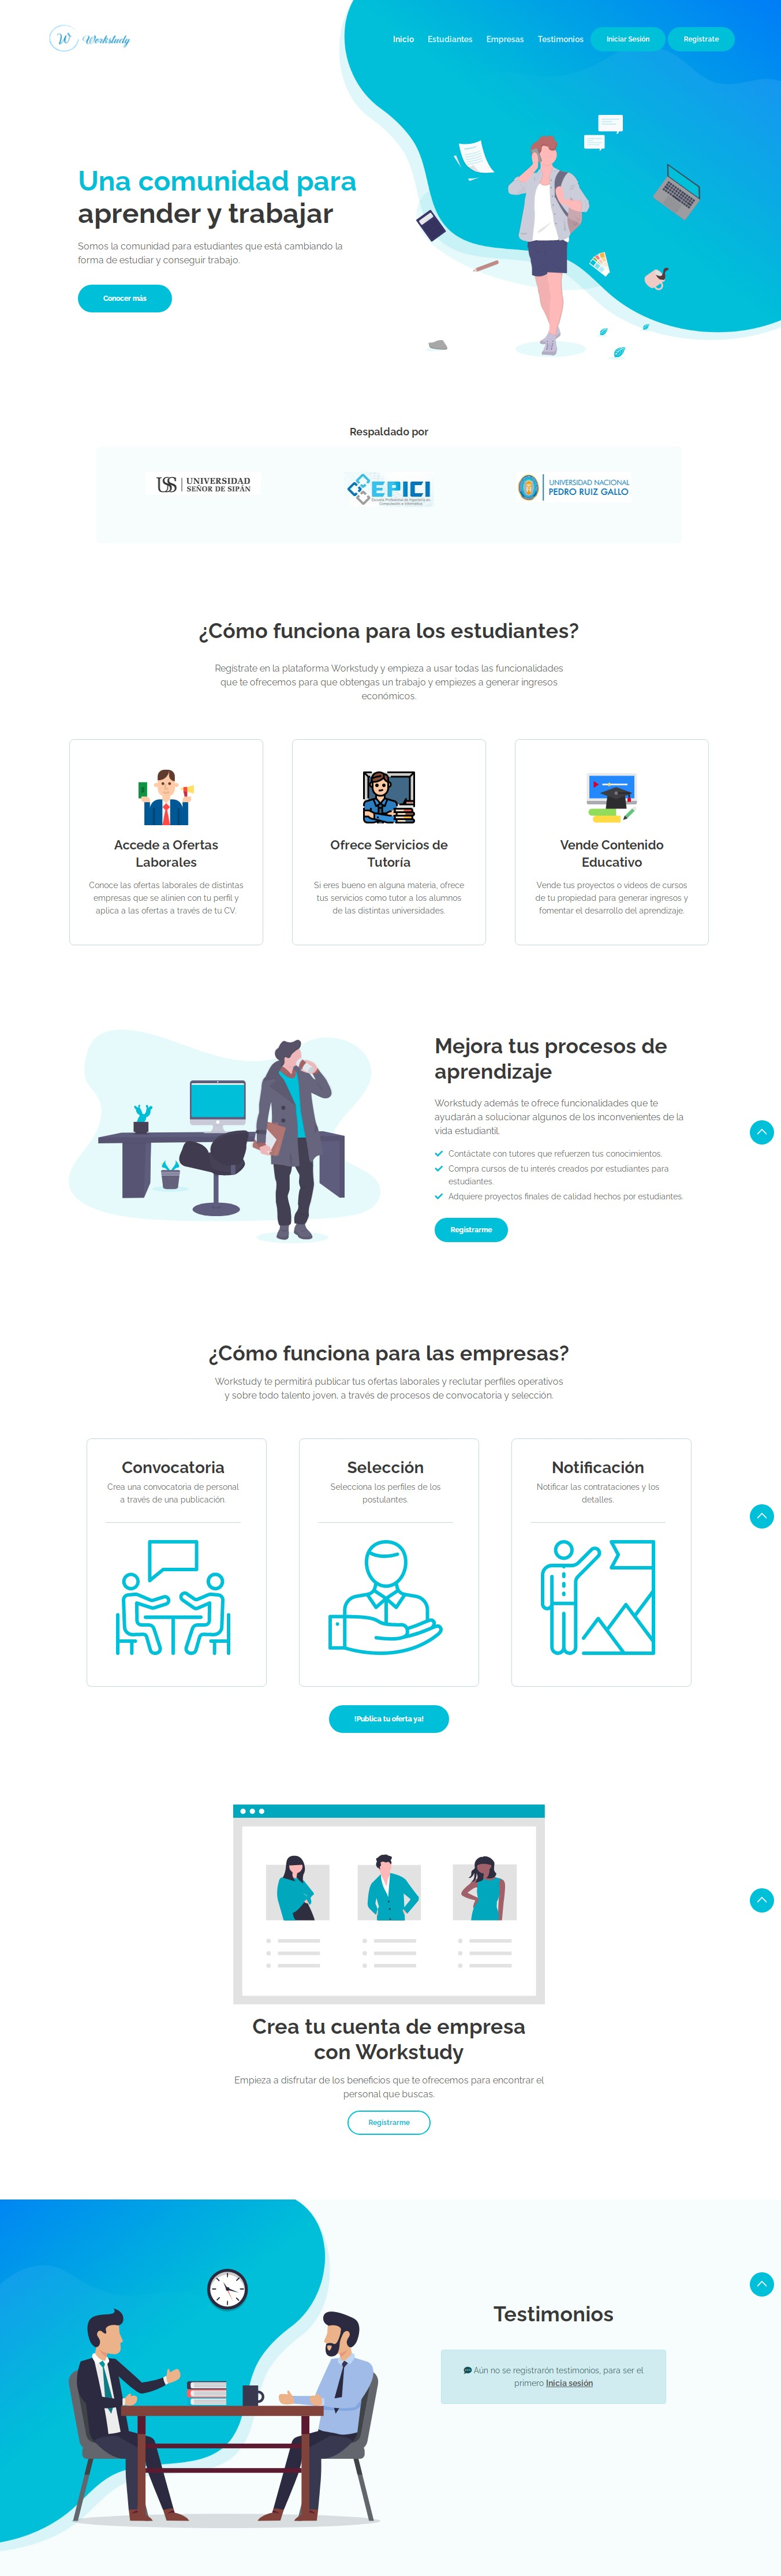 W Workstudy
Inicio Estudiantes Empresas Testimonios Iniciar Sesión Registrate
Una comunidad para
aprender y trabajar
Somos la comunidad para estudiantes que está cambiando la
forma de estudiar y conseguir trabajo.
Conocer más
Respaldado por
USS UNIVERSIDAD
SEÑOR DE SIPÁN
EPICI
Escuela Profesional de Ingeniería en
Computación e Informática
UNIVERSIDAD NACIONAL
PEDRO RUIZ GALLO
¿Cómo funciona para los estudiantes?
Registrate en la plataforma Workstudy y empieza a usar todas las funcionalidades
que te ofrecemos para que obtengas un trabajo y empiezes a generar ingresos
económicos.
Accede a Ofertas
Laborales
Conoce las ofertas laborales de distintas
empresas que se alinien con tu perfil y
aplica a las ofertas a través de tu CV.
Ofrece Servicios de
Tutoría
Si eres bueno en alguna materia, ofrece
tus servicios como tutor a los alumnos
de las distintas universidades.
Vende Contenido
Educativo
Vende tus proyectos o videos de cursos
de tu propiedad para generar ingresos y
fomentar el desarrollo del aprendizaje.
Mejora tus procesos de
aprendizaje
Workstudy además te ofrece funcionalidades que te
ayudarán a solucionar algunos de los inconvenientes de la
vida estudiantil.
Contáctate con tutores que refuerzen tus conocimientos.
Compra cursos de tu interés creados por estudiantes para
estudiantes.
Adquiere proyectos finales de calidad hechos por estudiantes.
Registrarme
¿Cómo funciona para las empresas?
Workstudy te permitirá publicar tus ofertas laborales y reclutar perfiles operativos
y sobre todo talento joven, a través de procesos de convocatoria y selección.
Convocatoria
Crea una convocatoria de personal
a través de una publicación.
Selección
Selecciona los perfiles de los
postulantes.
Notificación
Notificar las contrataciones y los
detalles.
!Publica tu oferta ya!
Crea tu cuenta de empresa
con Workstudy
Empieza a disfrutar de los beneficios que te ofrecemos para encontrar el
personal que buscas.
Registrarme
Testimonios
Aún no se registrarón testimonios, para ser el
primero Inicia sesión